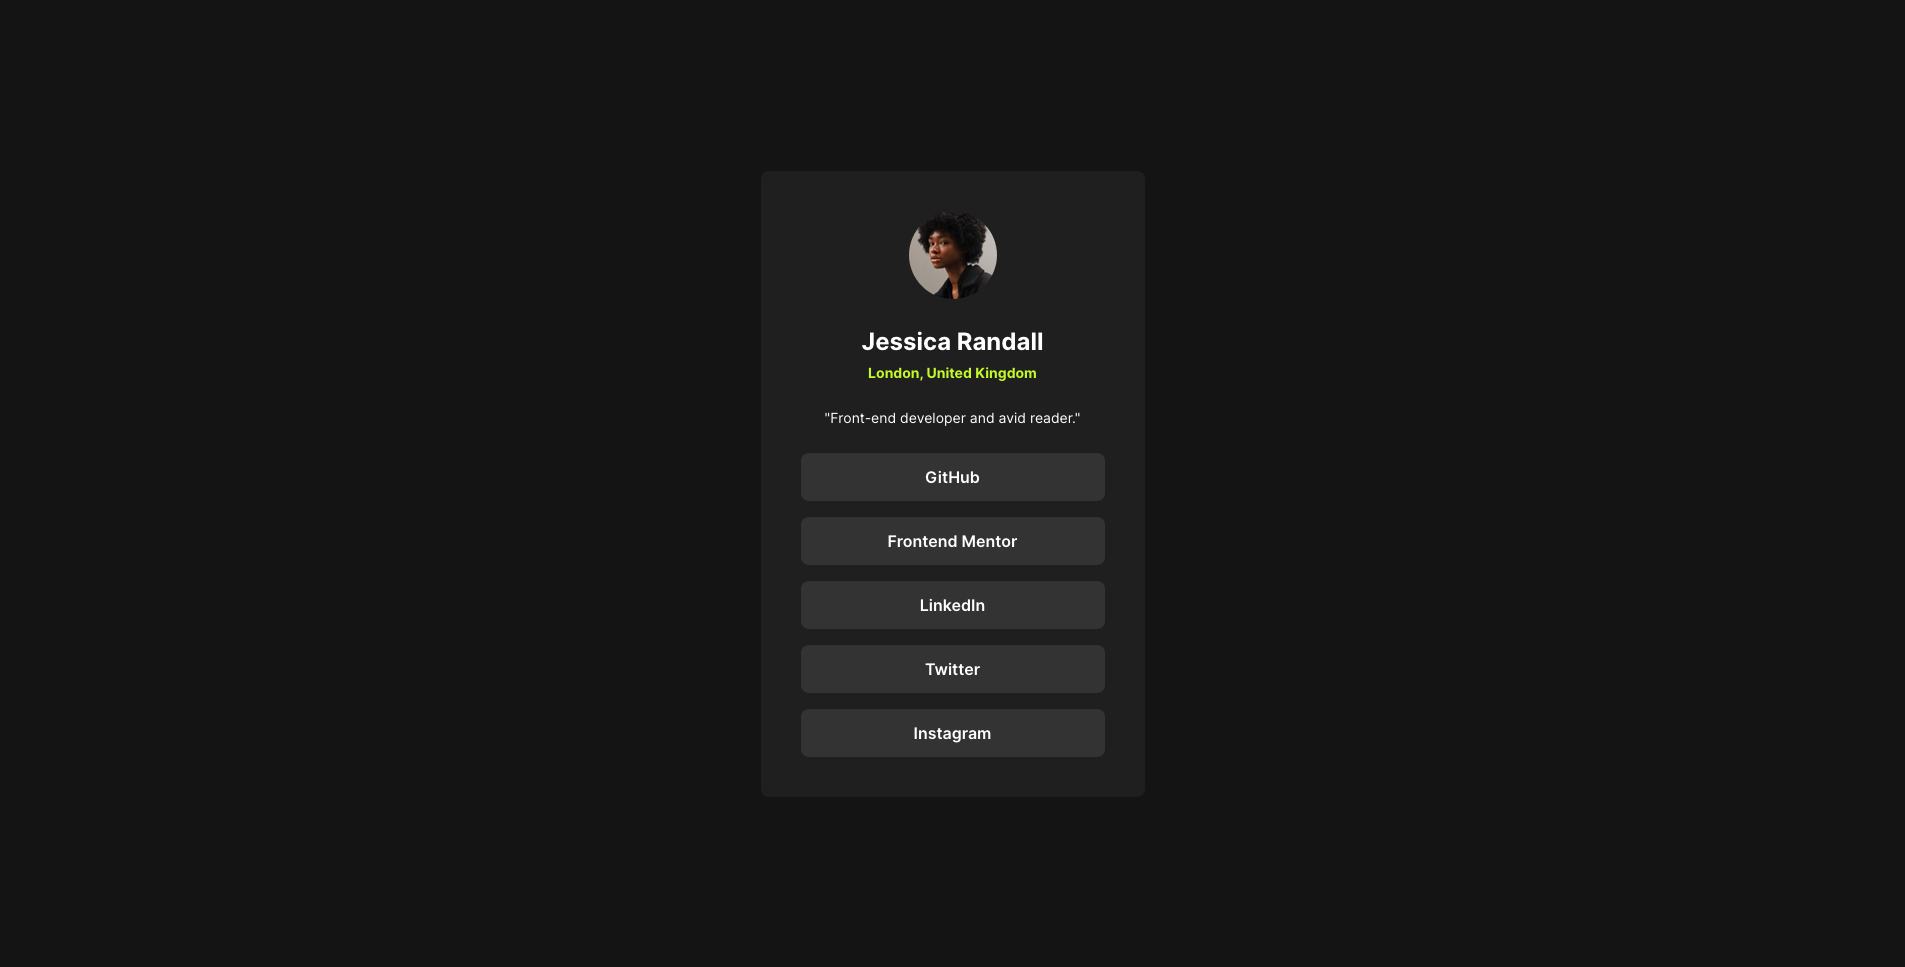 Jessica Randall
London, United Kingdom
"Front-end developer and avid reader."
GitHub
Frontend Mentor
LinkedIn
Twitter
Instagram